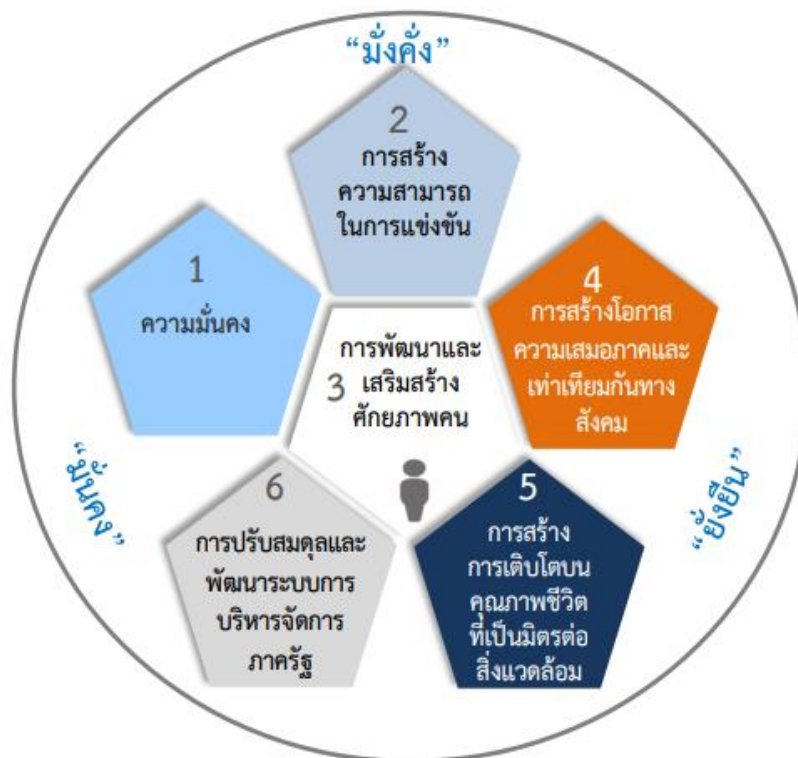 “มั่งคั่ง”
2
การสร้าง
ความสามารถ
ในการแข่งขัน
1
ความมั่นคง
4
การสร้างโอกาส
ความเสมอภาคและ
เท่าเทียมกันทาง
สังคม
การพัฒนาและ
3 เสริมสร้าง
ศักยภาพคน
“มั่นคง”
“ยั่งยืน”
6
การปรับสมดุลและ
พัฒนาระบบการ
บริหารจัดการ
ภาครัฐ
5
การสร้าง
การเติบโตบน
คุณภาพชีวิต
ที่เป็นมิตรต่อ
สิ่งแวดล้อม